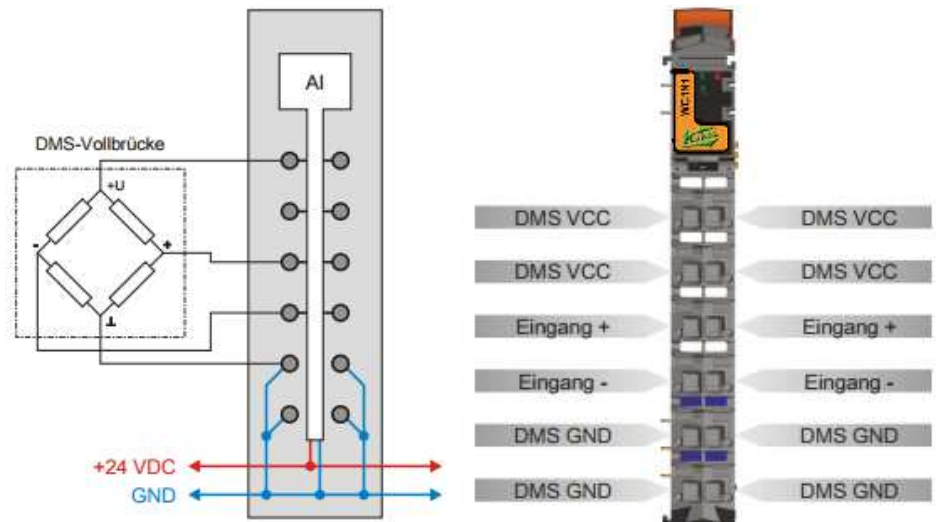 AI
DMS-Vollbrücke
+U
-
+
⊥
+24 VDC
GND
DMS VCC
DMS VCC
DMS VCC
DMS VCC
Eingang +
Eingang +
Eingang -
Eingang -
DMS GND
DMS GND
DMS GND
DMS GND